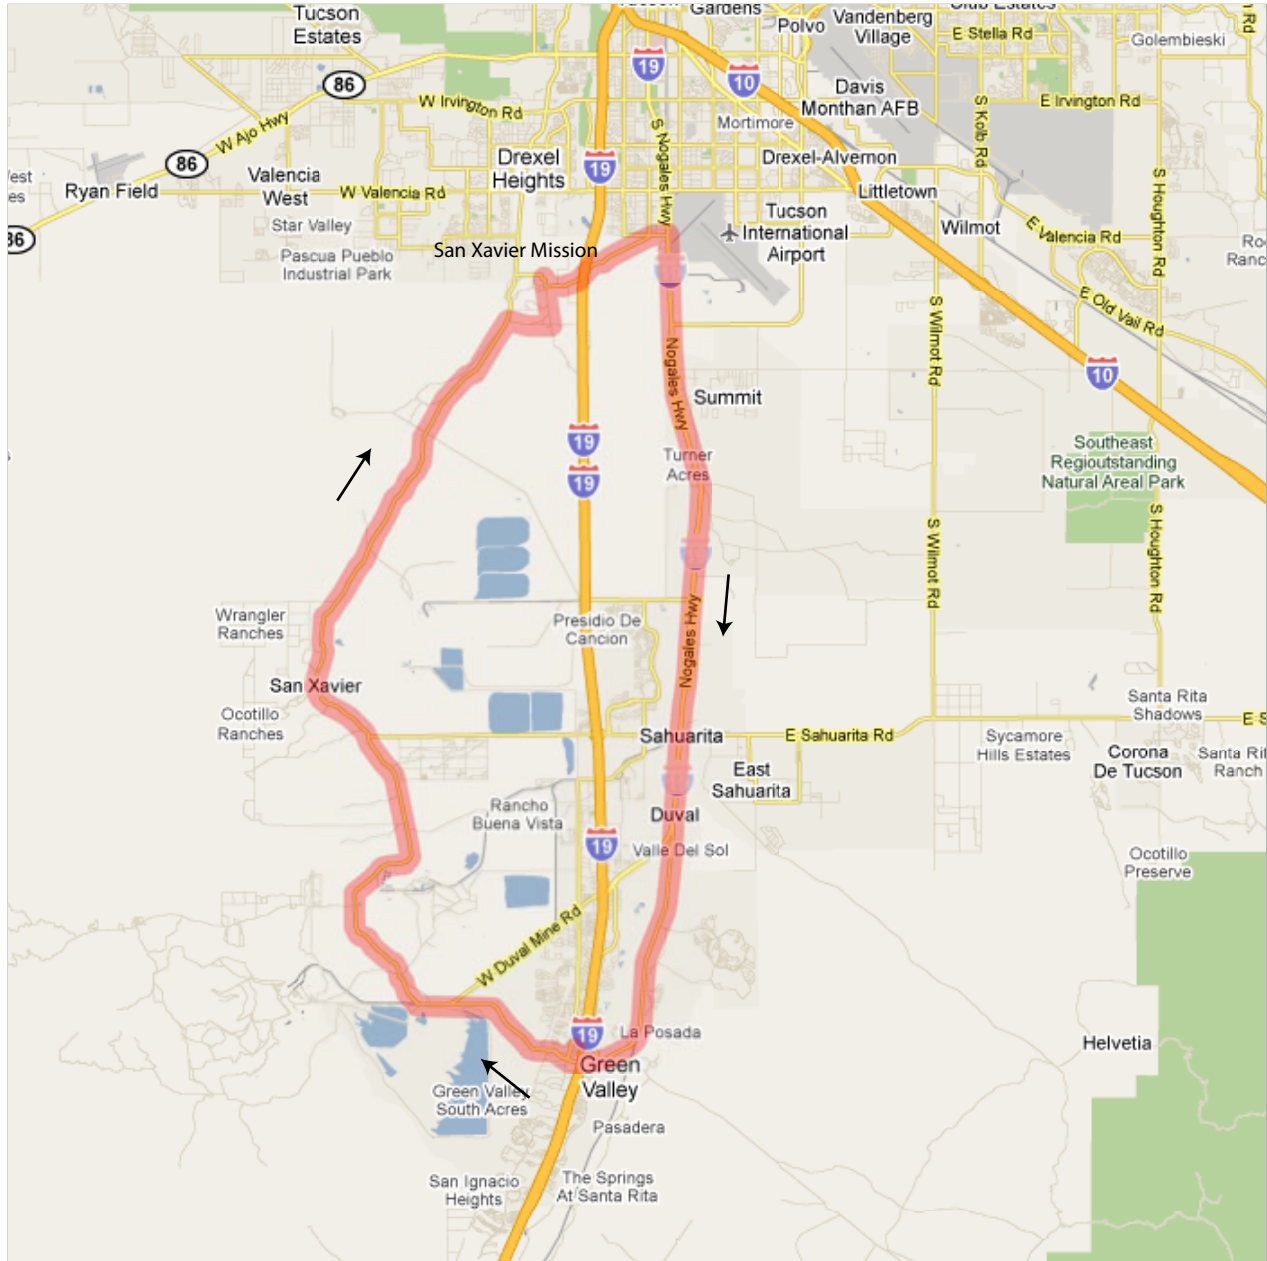 Tucson
Estates
Tucson
Gardens
Club Estates
Polvo
Vandenberg
Village
E Stella Rd
Golembieski
19
10
86
Davis
Monthan AFB
W Irvington Rd
E Irvington Rd
W Ajo Hwy
S Nogales Hwy
Mortimore
S Kolb Rd
86
Ryan Field
Valencia
West
Drexel
Heights
19
Drexel-Alvernon
W Valencia Rd
Littletown
S Houghton Rd
Star Valley
Tucson
International
Airport
Wilmot
E Valencia Rd
86
San Xavier Mission
Pascua Pueblo
Industrial Park
E Old Vail Rd
S Wilmot Rd
Nogales Hwy
10
Summit
19
Turner
Acres
19
Southeast
Regioutstanding
Natural Areal Park
S Wilmot Rd
S Houghton Rd
Wrangler
Ranches
Presidio De
Cancion
Nogales Hwy
San Xavier
Ocotillo
Ranches
Santa Rita
Shadows
Sahuarita
E Sahuarita Rd
E S
Sycamore
Hills Estates
Corona
De Tucson
Santa Rit
Ranch
East
Sahuarita
Rancho
Buena Vista
Duval
19
Valle Del Sol
Ocotillo
Preserve
W Duval Mine Rd
19
La Posada
Green
Valley
Helvetia
Green Valley
South Acres
Pasadera
San Ignacio
Heights
The Springs
At Santa Rita